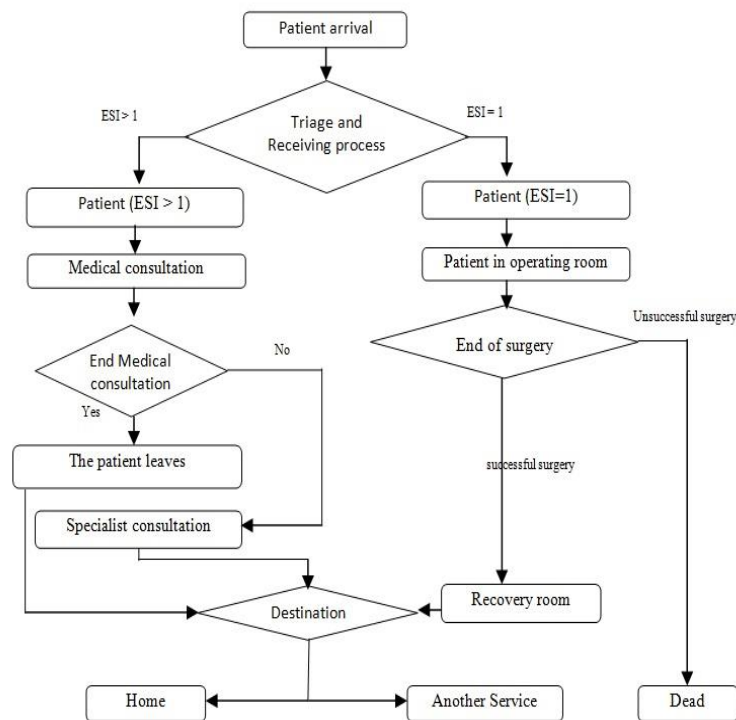 Patient arrival
ESI > 1
ESI = 1
Triage and
Receiving process
Patient (ESI > 1)
Patient (ESI=1)
Medical consultation
Patient in operating room
Unsuccessful surgery
End of surgery
End Medical
consultation
No
Yes
The patient leaves
successful surgery
Specialist consultation
Destination
Recovery room
Home
Another Service
Dead